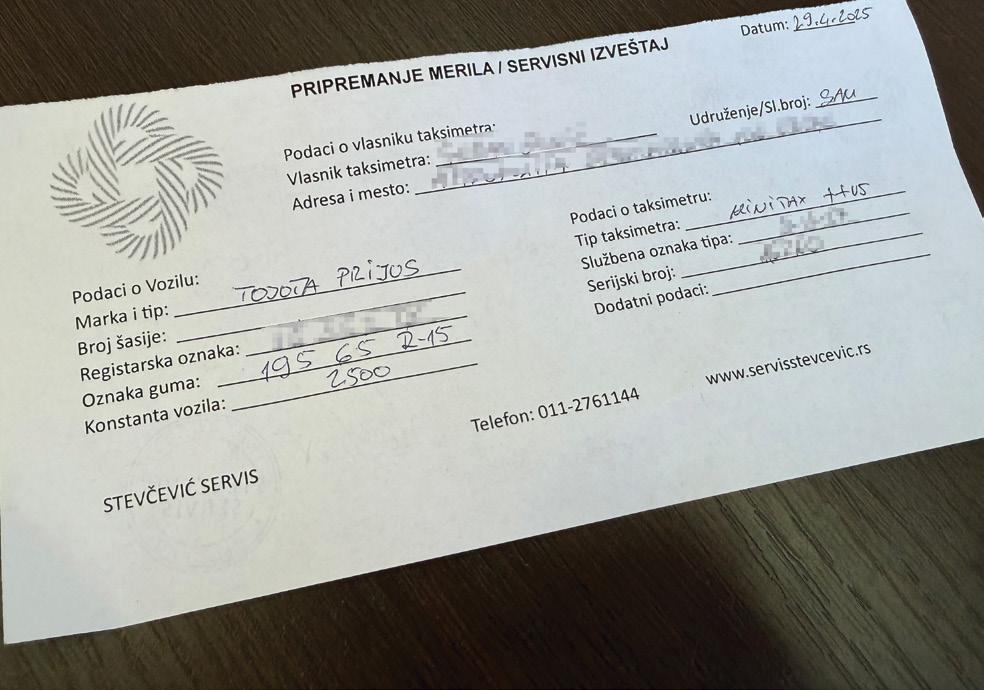 Datum: 29.4.2025
PRIPREMANJE MERILA / SERVISNI IZVEŠTAJ
Udruženje/Sl.broj: SAM
Podaci o vlasniku taksimetra:
Vlasnik taksimetra:
Adresa i mesto:
Podaci o taksimetru:
Tip taksimetra: MINITAX
Službena oznaka tipa:
Serijski broj:
Dodatni podaci:
Podaci o Vozilu:
Marka i tip: TOJOTA PRIJUS
Broj šasije:
Registarska oznaka:
Oznaka guma: 195 65 R-15
Konstanta vozila: 2500
Telefon: 011-2761144
www.servisstevcevic.rs
STEVČEVIĆ SERVIS